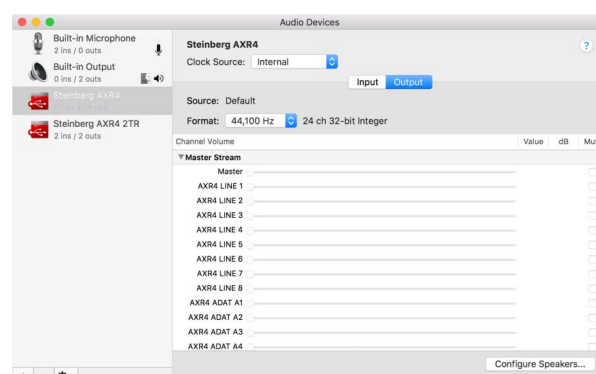 Audio Devices
Built-in Microphone
2 ins / 0 outs
Built-in Output
0 ins / 2 outs
Steinberg AXR4
Steinberg AXR4 2TR
2 ins / 2 outs
Steinberg AXR4
?
Clock Source: Internal
Input Output
Source: Default
Format: 44,100 Hz 24 ch 32-bit Integer
Channel Volume Value dB Mu
Master Stream
Master
AXR4 LINE 1
AXR4 LINE 2
AXR4 LINE 3
AXR4 LINE 4
AXR4 LINE 5
AXR4 LINE 6
AXR4 LINE 7
AXR4 LINE 8
AXR4 ADAT A1
AXR4 ADAT A2
AXR4 ADAT A3
AXR4 ADAT A4
Configure Speakers...